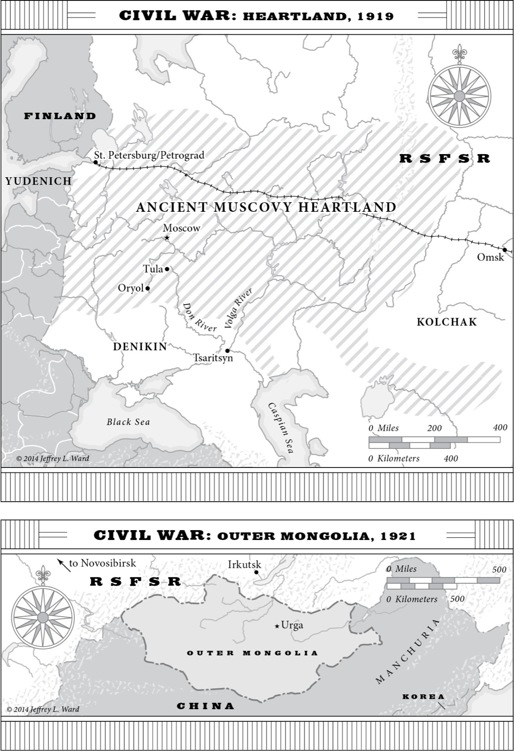 CIVIL WAR: HEARTLAND, 1919
FINLAND
St. Petersburg/Petrograd
R S F S R
YUDENICH
ANCIENT MUSCOVY HEARTLAND
Moscow
Omsk
Tula
Oryol
Don River
Volga River
KOLCHAK
DENIKIN
Tsaritsyn
Black Sea
Caspian Sea
0 Miles 200 400
0 Kilometers 400
© 2014 Jeffrey L. Ward
CIVIL WAR: OUTER MONGOLIA, 1921
to Novosibirsk
Irkutsk
0 Miles 500
R S F S R
0 Kilometers 500
Urga
OUTER MONGOLIA
MANCHURIA
KOREA
CHINA
© 2014 Jeffrey L. Ward